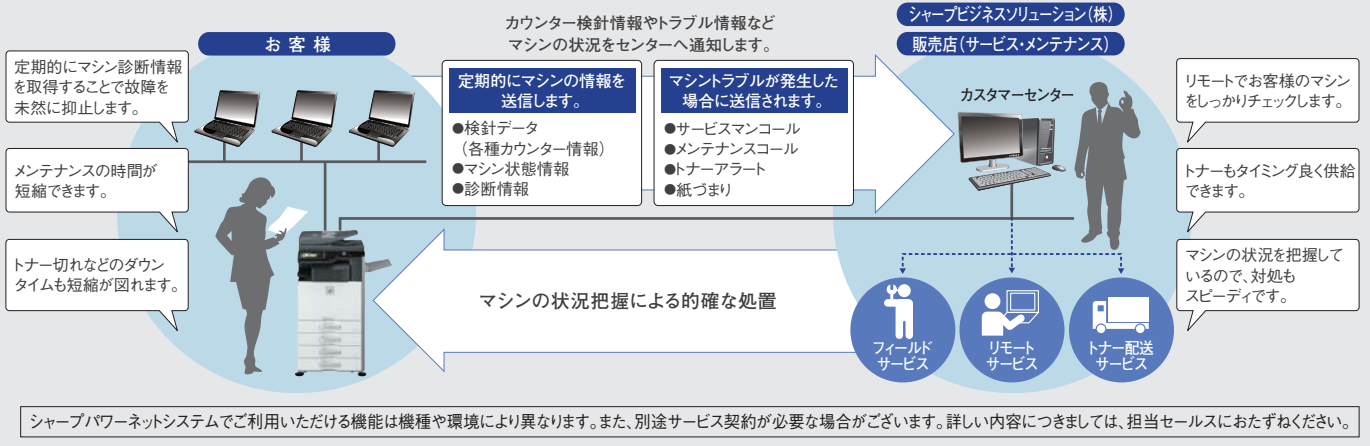 お客様
定期的にマシン診断情報
を取得することで故障を
未然に抑止します。
メンテナンスの時間が
短縮できます。
トナー切れなどのダウン
タイムも短縮が図れます。
カウンター検針情報やトラブル情報など
マシンの状況をセンターへ通知します。
定期的にマシンの情報を
送信します。
●検針データ
（各種カウンター情報）
●マシン状態情報
●診断情報
マシントラブルが発生した
場合に送信されます。
●サービスマンコール
●メンテナンスコール
●トナーアラート
●紙づまり
マシンの状況把握による的確な処置
シャープビジネスソリューション（株）
販売店（サービス・メンテナンス）
カスタマーセンター
リモートでお客様のマシン
をしっかりチェックします。
トナーもタイミング良く供給
できます。
マシンの状況を把握して
いるので、対処も
スピーディです。
フィールド
サービス
リモート
サービス
トナー配送
サービス
シャープパワーネットシステムでご利用いただける機能は機種や環境により異なります。また、別途サービス契約が必要な場合がございます。詳しい内容につきましては、担当セールスにおたずねください。